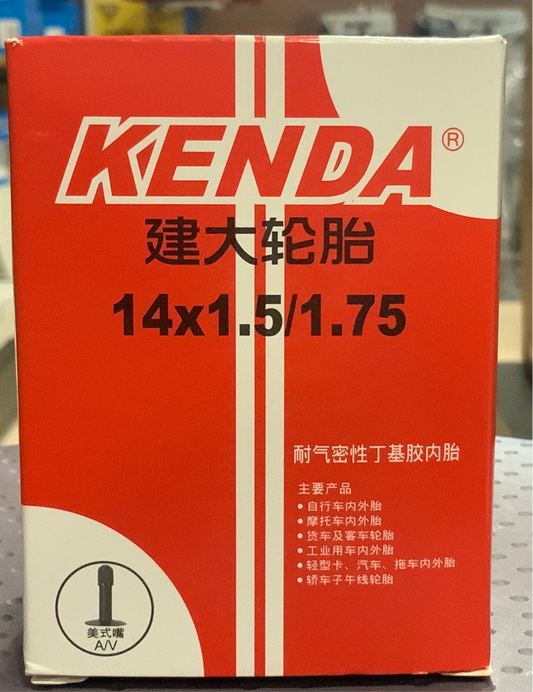 KENDA®
建大轮胎
14x1.5/1.75
耐气密性丁基胶内胎
主要产品
• 自行车内外胎
• 摩托车内外胎
• 货车及客车轮胎
• 工业用车内外胎
• 轻型卡、汽车、拖车内外胎
• 轿车子午线轮胎
美式嘴
A/V